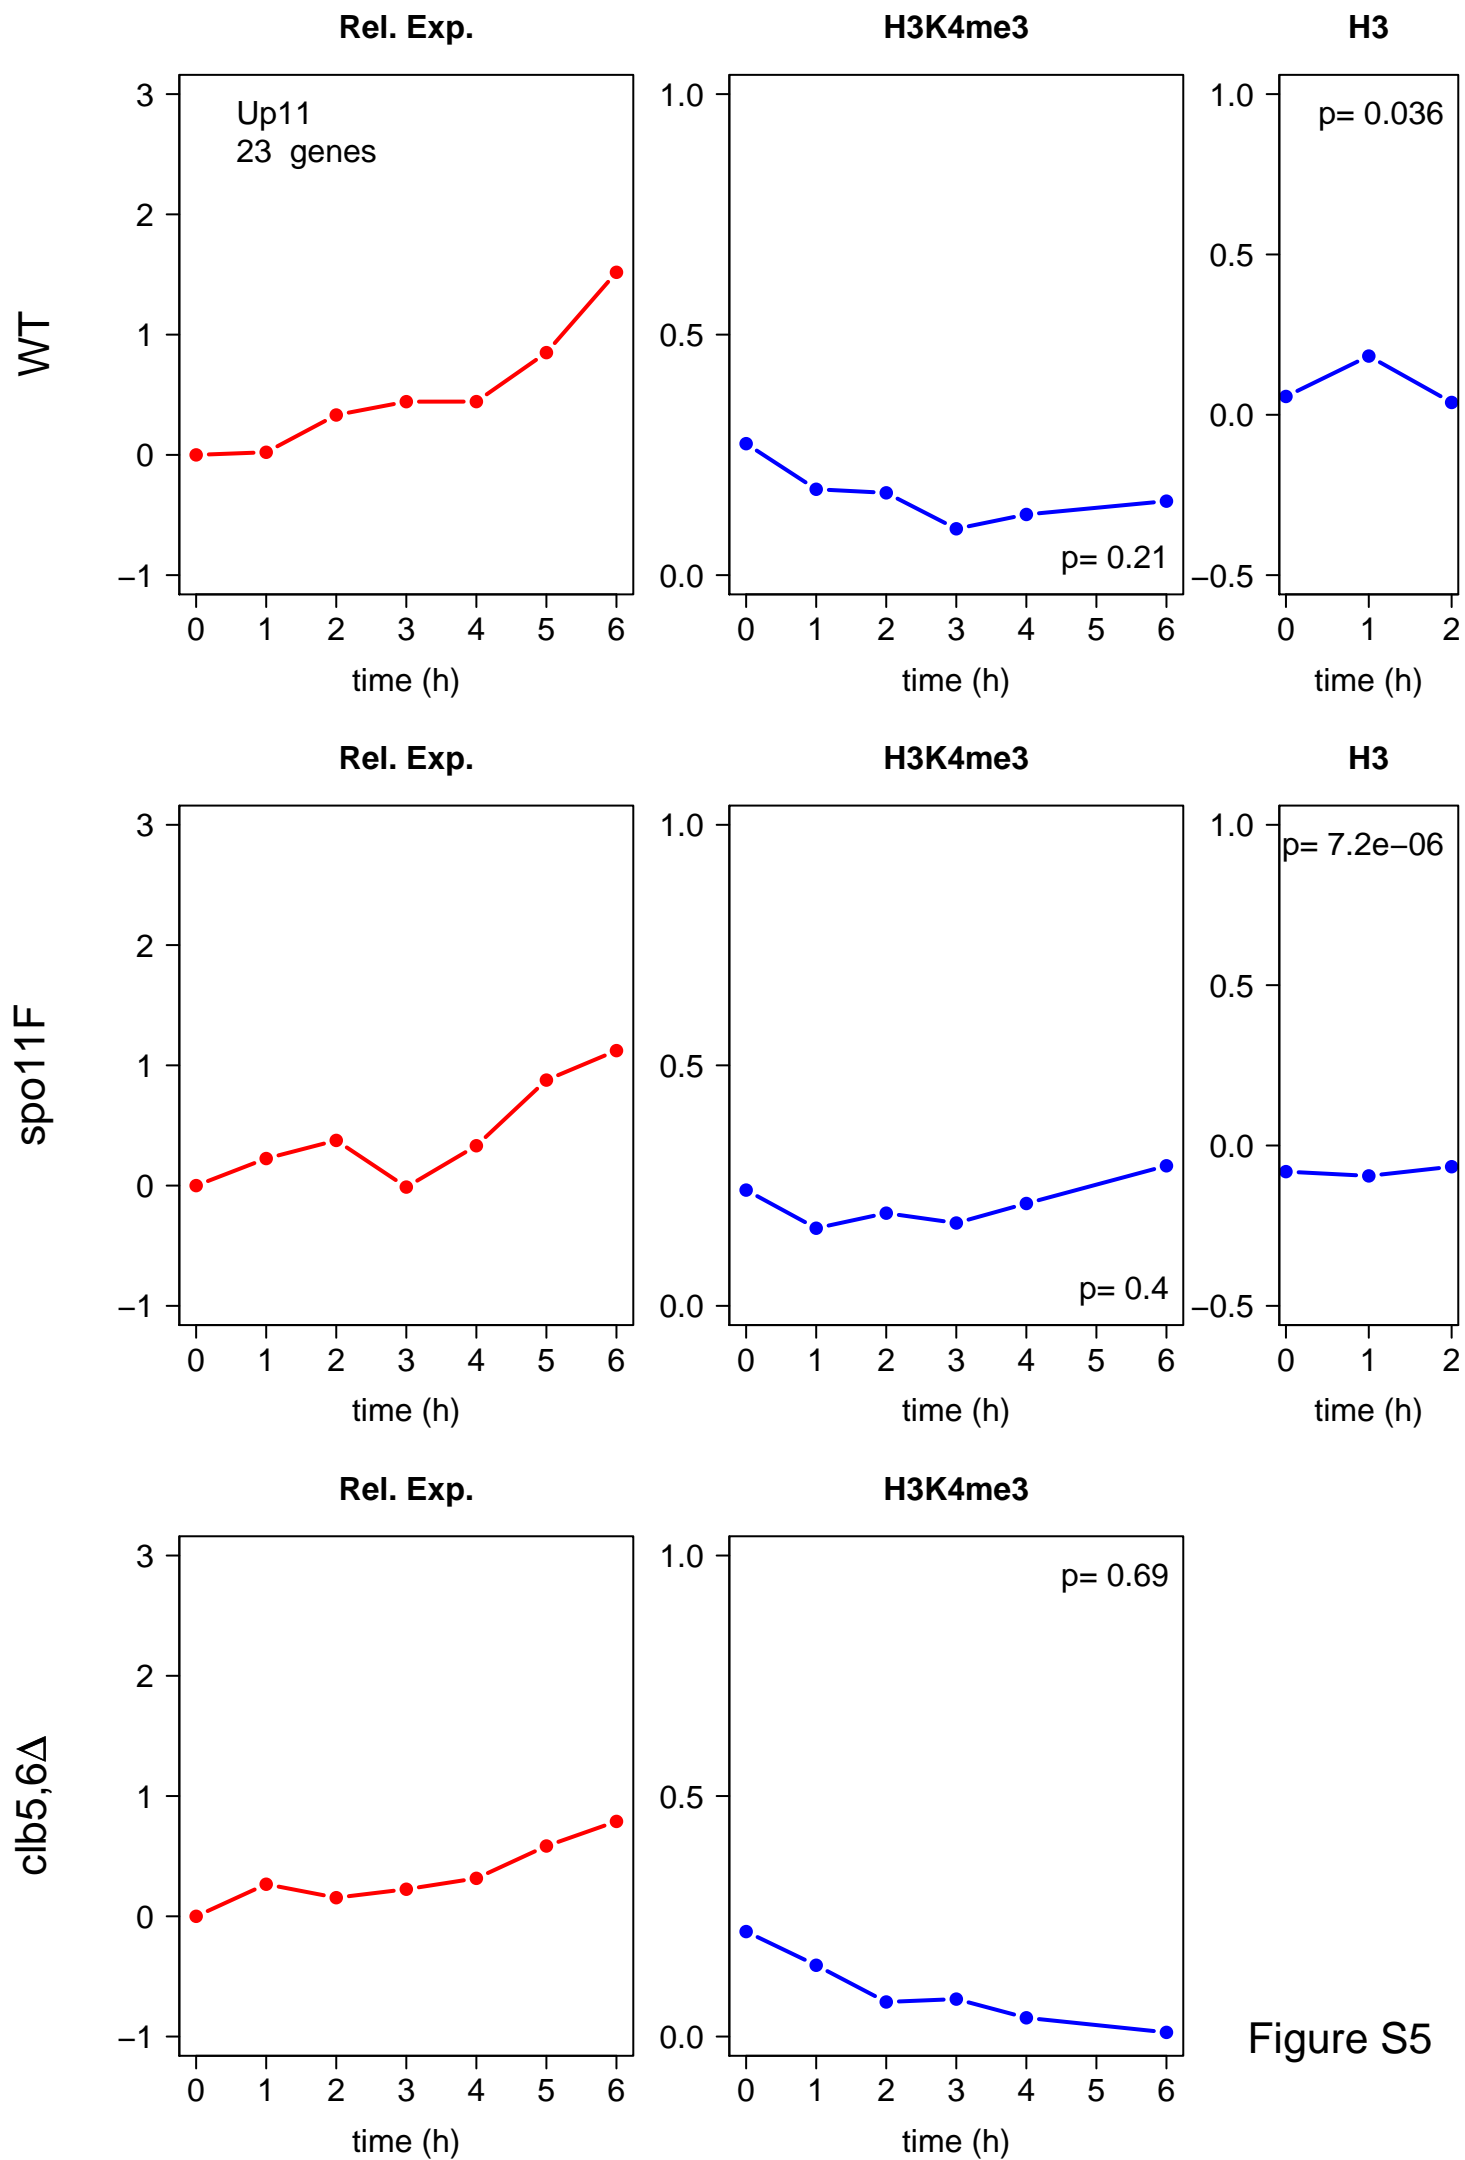 Rel. Exp.
H3K4me3
H3
WT
Up11
23 genes
3
2
1
0
−1
0 1 2 3 4 5 6
time (h)
1.0
0.5
0.0
p= 0.21
0 1 2 3 4 5 6
time (h)
1.0
0.5
0.0
−0.5
p= 0.036
0 1 2
time (h)
Rel. Exp.
H3K4me3
H3
spo11F
3
2
1
0
−1
0 1 2 3 4 5 6
time (h)
1.0
0.5
0.0
p= 0.4
0 1 2 3 4 5 6
time (h)
1.0
0.5
0.0
−0.5
p= 7.2e−06
0 1 2
time (h)
Rel. Exp.
H3K4me3
clb5,6Δ
3
2
1
0
−1
0 1 2 3 4 5 6
time (h)
1.0
0.5
0.0
p= 0.69
0 1 2 3 4 5 6
time (h)
Figure S5